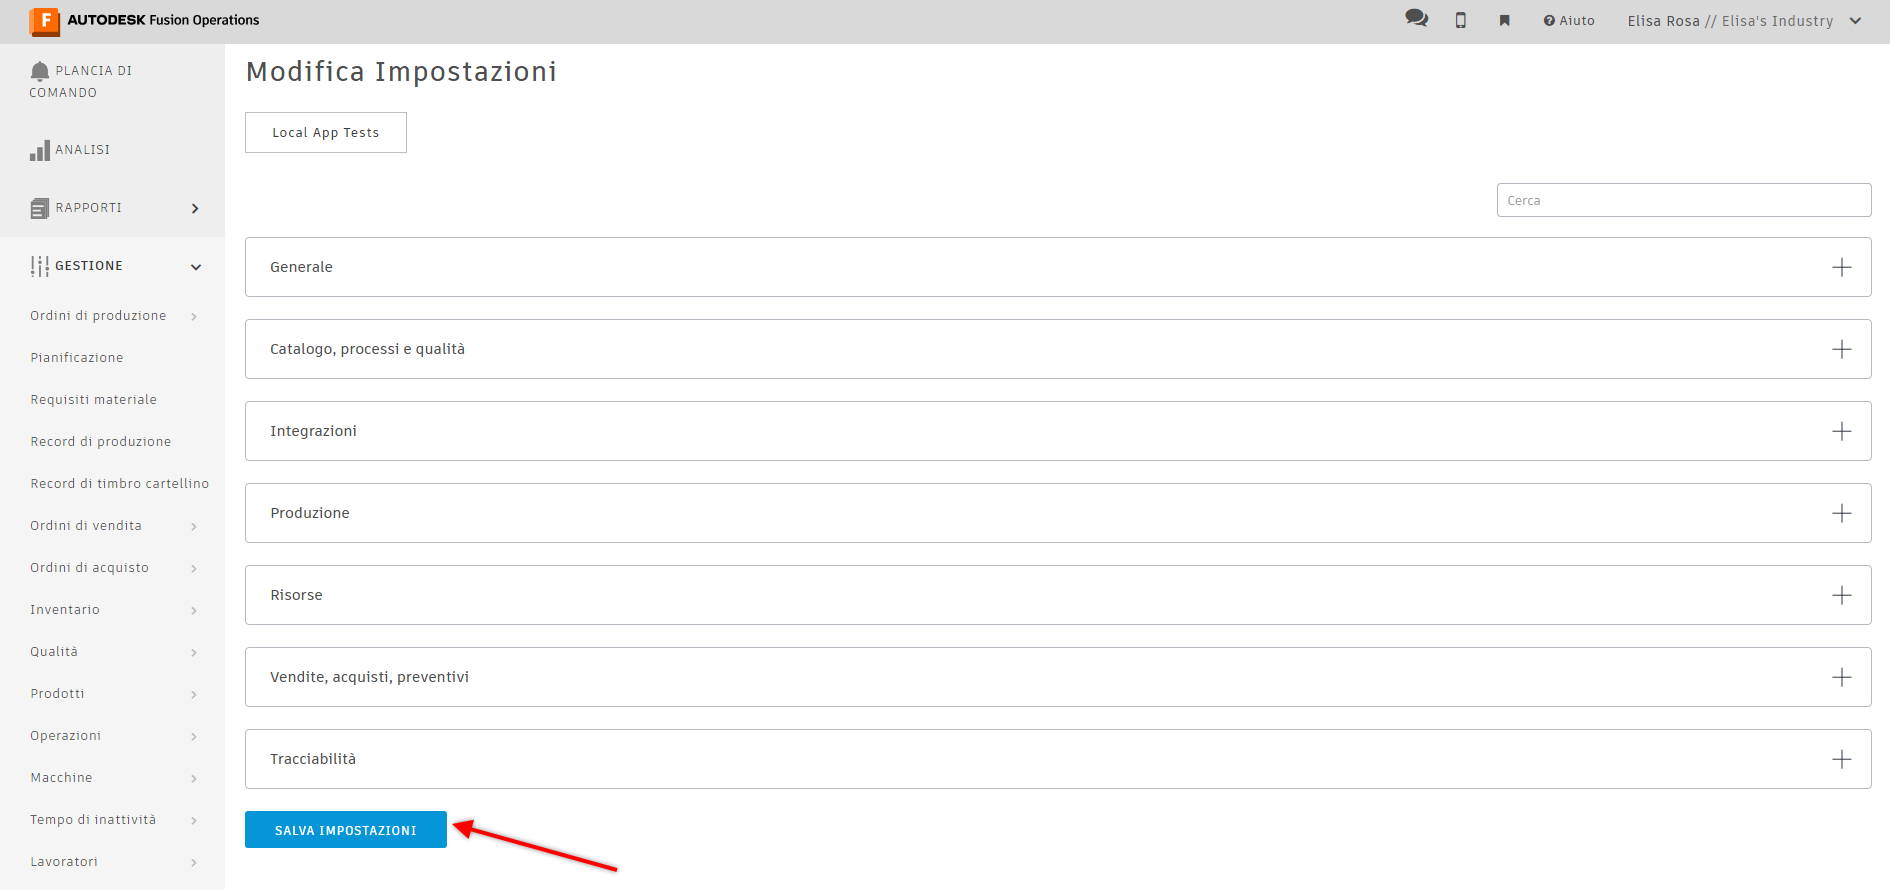 AUTODESK Fusion Operations
Aiuto
Elisa Rosa // Elisa's Industry
PLANCIA DI
COMANDO
ANALISI
RAPPORTI
GESTIONE
Ordini di produzione
Pianificazione
Requisiti materiale
Record di produzione
Record di timbro cartellino
Ordini di vendita
Ordini di acquisto
Inventario
Qualità
Prodotti
Operazioni
Macchine
Tempo di inattività
Lavoratori
Modifica Impostazioni
Local App Tests
Cerca
Generale
Catalogo, processi e qualità
Integrazioni
Produzione
Risorse
Vendite, acquisti, preventivi
Tracciabilità
SALVA IMPOSTAZIONI